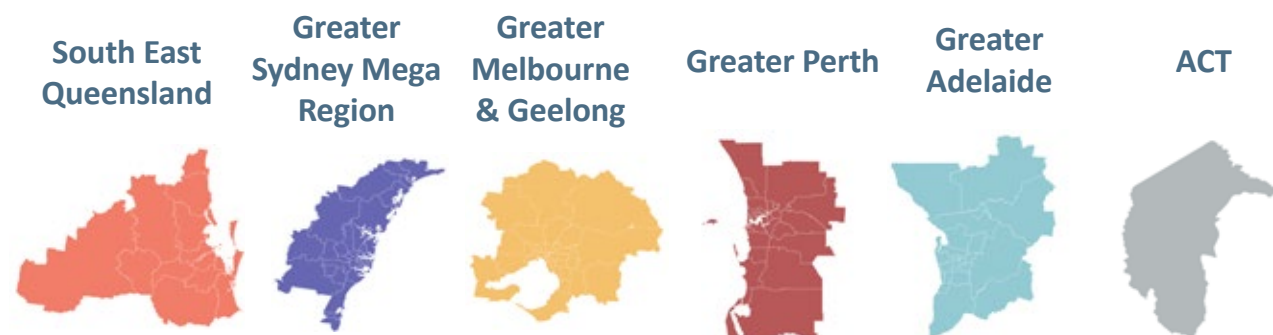 South East
Queensland
Greater
Sydney Mega
Region
Greater
Melbourne
& Geelong
Greater Perth
Greater
Adelaide
ACT